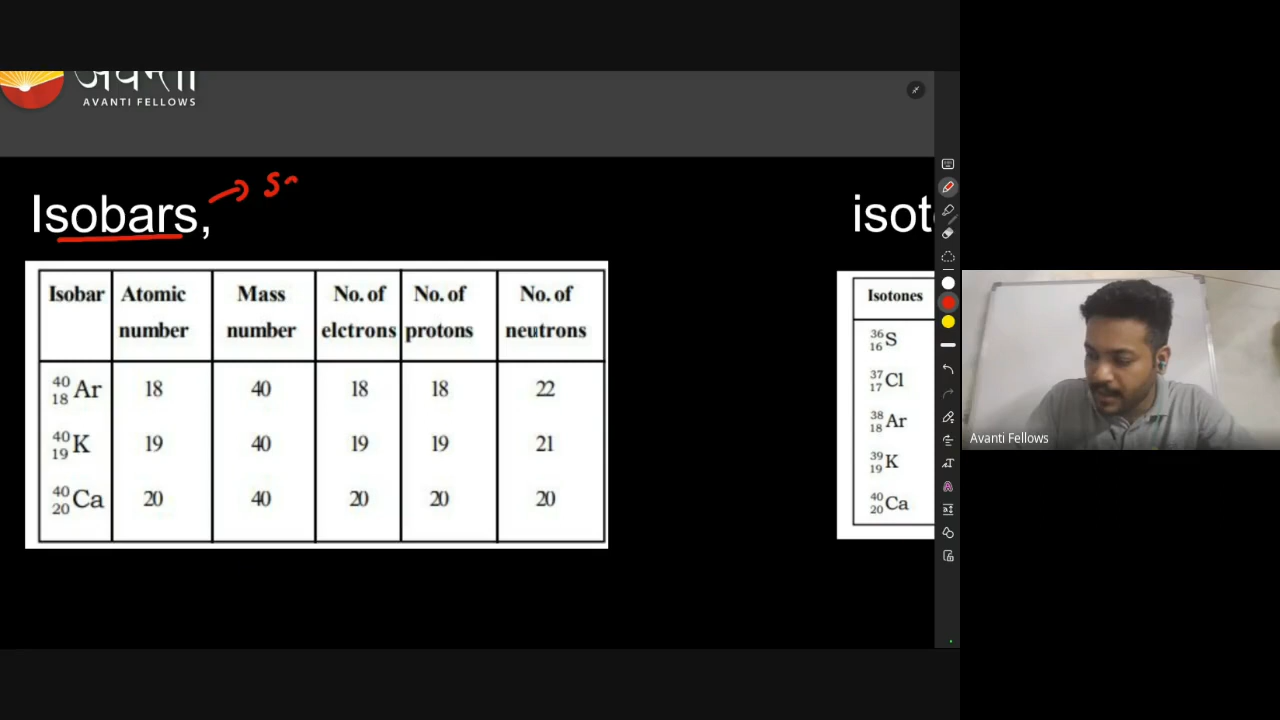 अवन्ती
AVANTI FELLOWS
Isobars,
isot
Isobar Atomic number Mass number No. of elctrons No. of protons No. of neutrons
40 18 Ar 18 40 18 18 22
40 19 K 19 40 19 19 21
40 20 Ca 20 40 20 20 20
Isotones
36 16 S
37 17 Cl
38 18 Ar
39 19 K
40 20 Ca
Avanti Fellows